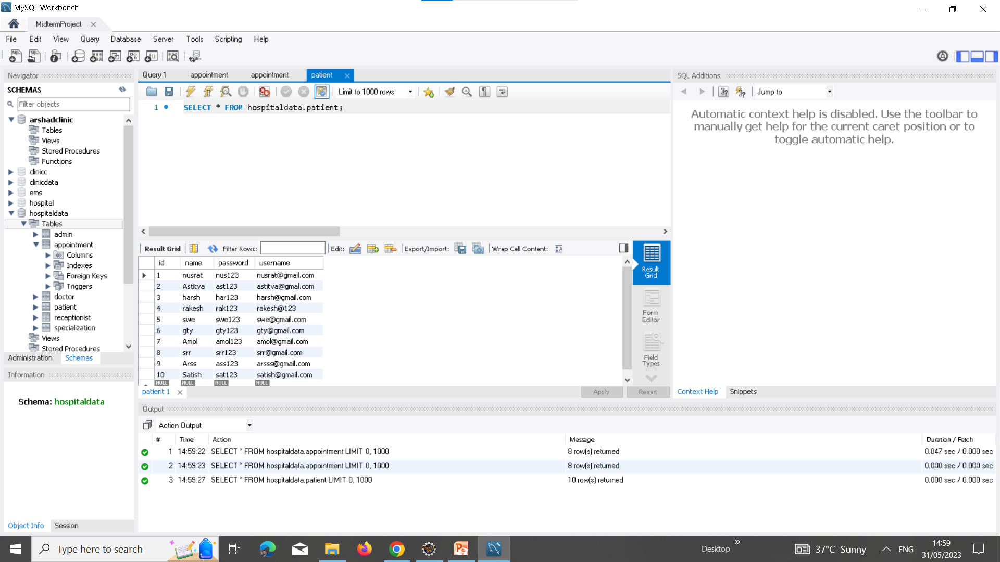 MySQL Workbench
MidtermProject
File Edit View Query Database Server Tools Scripting Help
Navigator
SCHEMAS
Filter objects
arshadclinic
Tables
Views
Stored Procedures
Functions
clinicc
clinicdata
ems
hospital
hospitaldata
Tables
admin
appointment
Columns
Indexes
Foreign Keys
Triggers
doctor
patient
receptionist
specialization
Views
Stored Procedures
Administration Schemas
Information
Schema: hospitaldata
Object Info Session
Query 1 appointment appointment patient
Limit to 1000 rows
1 SELECT * FROM hospitaldata.patient;
Result Grid Filter Rows: Edit: Export/Import: Wrap Cell Content:
id name password username
1 nusrat nus123 nusrat@gmail.com
2 Astitva ast123 astitva@gmal.com
3 harsh har123 harsh@gmail.com
4 rakesh rak123 rakesh@123
5 swe swe123 swe@gmail.com
6 gty gty123 gty@gmail.com
7 Amol amol123 amol@gmail.com
8 srr srr123 srr@gmail.com
9 Arss ass123 arsss@gmail.com
10 Satish sat123 satish@gmail.com
NULL NULL NULL NULL
Result
Grid
Form
Editor
Field
Types
patient 1 Apply Revert
SQL Additions
Jump to
Automatic context help is disabled. Use the toolbar to
manually get help for the current caret position or to
toggle automatic help.
Context Help Snippets
Output
Action Output
# Time Action Message Duration / Fetch
1 14:59:22 SELECT * FROM hospitaldata.appointment LIMIT 0, 1000 8 row(s) returned 0.047 sec / 0.000 sec
2 14:59:23 SELECT * FROM hospitaldata.appointment LIMIT 0, 1000 8 row(s) returned 0.000 sec / 0.000 sec
3 14:59:27 SELECT * FROM hospitaldata.patient LIMIT 0, 1000 10 row(s) returned 0.000 sec / 0.000 sec
Type here to search
Desktop
37°C Sunny
ENG
14:59
31/05/2023